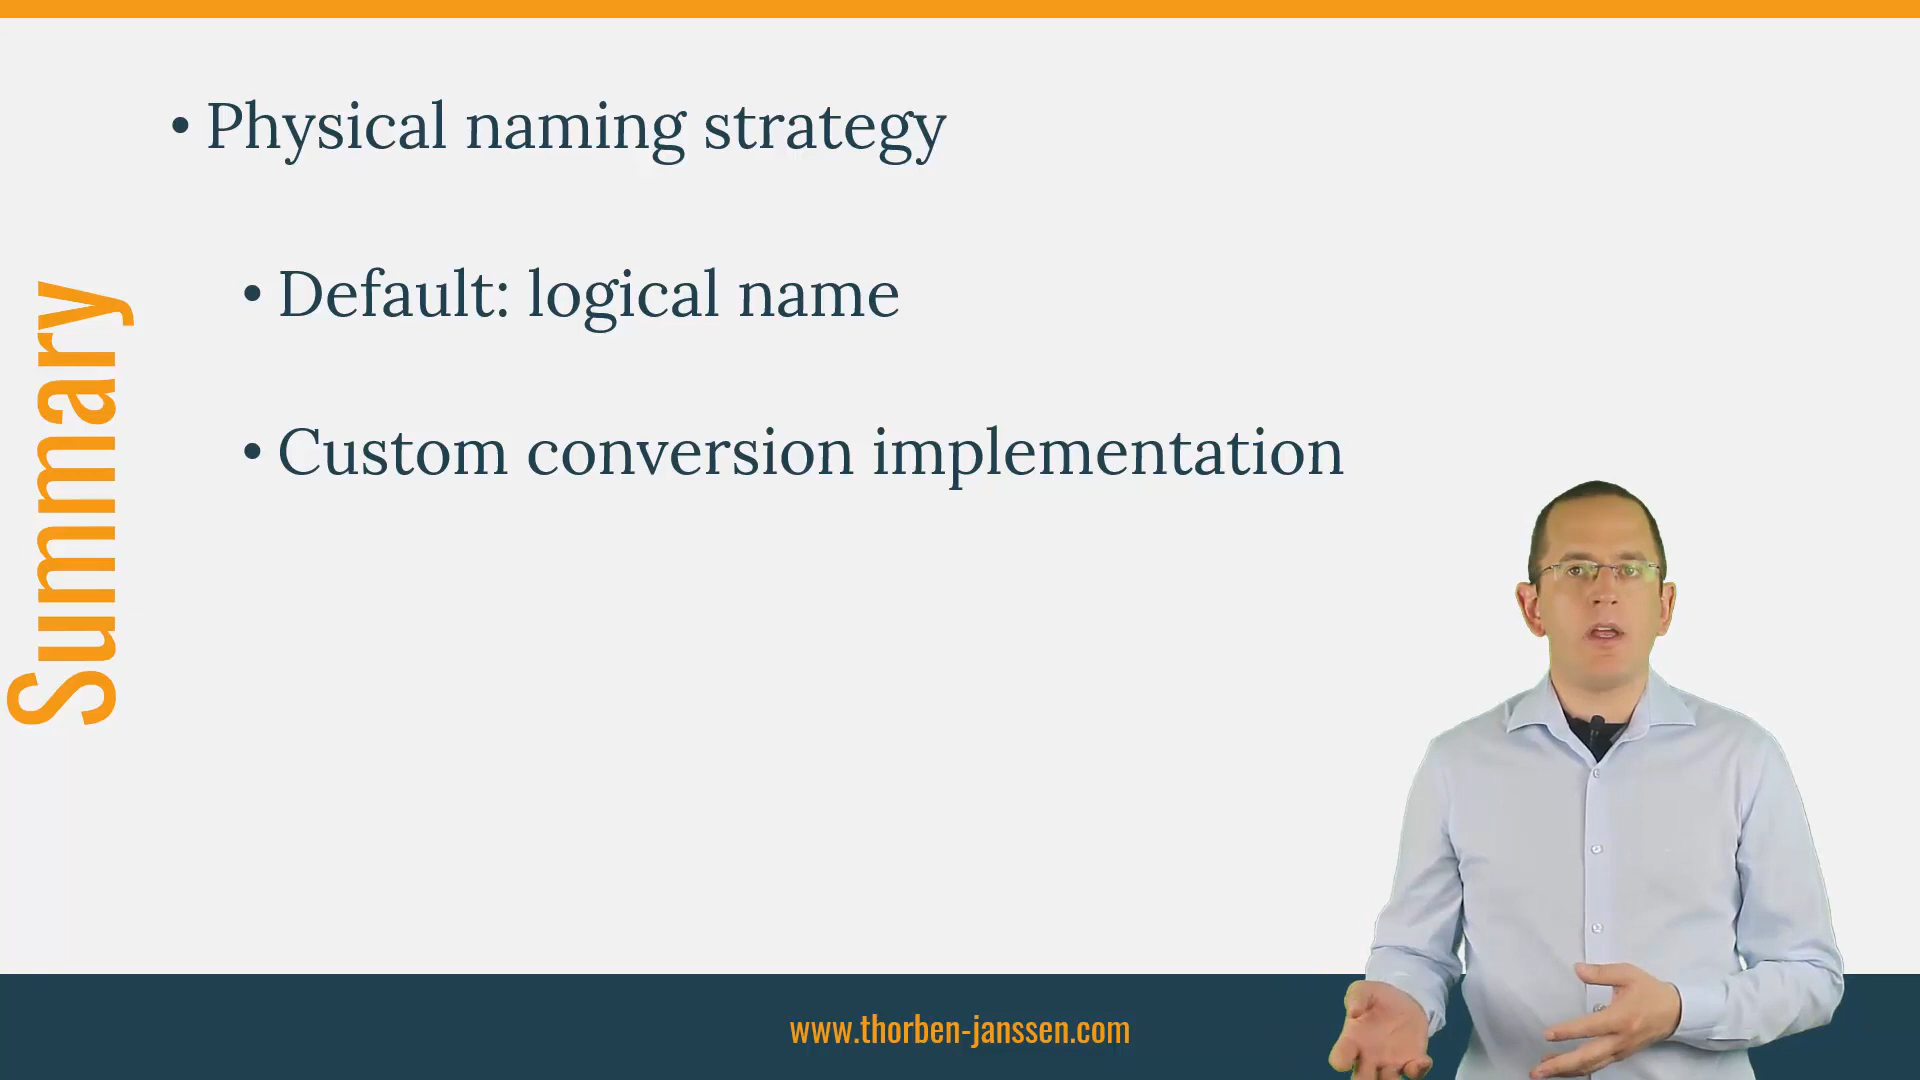 Summary
• Physical naming strategy
• Default: logical name
• Custom conversion implementation
www.thorben-janssen.com